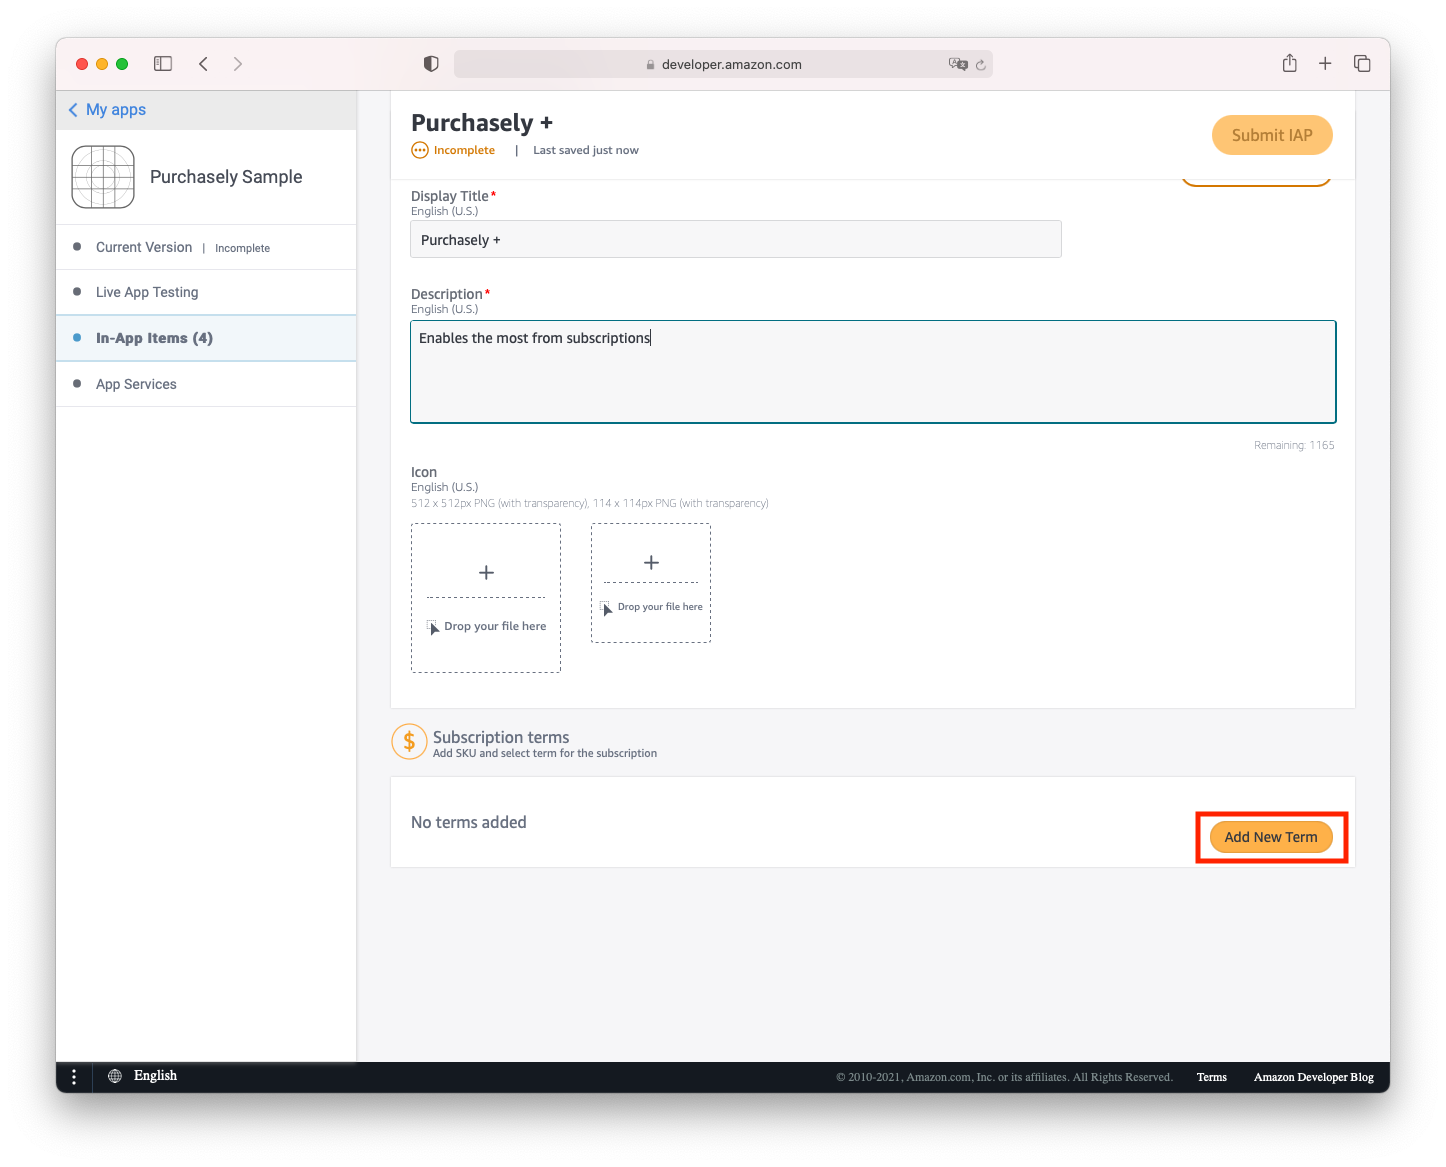 developer.amazon.com
My apps
Purchasely +
Submit IAP
Incomplete | Last saved just now
Purchasely Sample
Current Version | Incomplete
Live App Testing
In-App Items (4)
App Services
Display Title*
English (U.S.)
Purchasely +
Description*
English (U.S.)
Enables the most from subscriptions
Remaining: 1165
Icon
English (U.S.)
512 x 512px PNG (with transparency), 114 x 114px PNG (with transparency)
Drop your file here
Drop your file here
$
Subscription terms
Add SKU and select term for the subscription
No terms added
Add New Term
English
© 2010-2021, Amazon.com, Inc. or its affiliates. All Rights Reserved. Terms Amazon Developer Blog